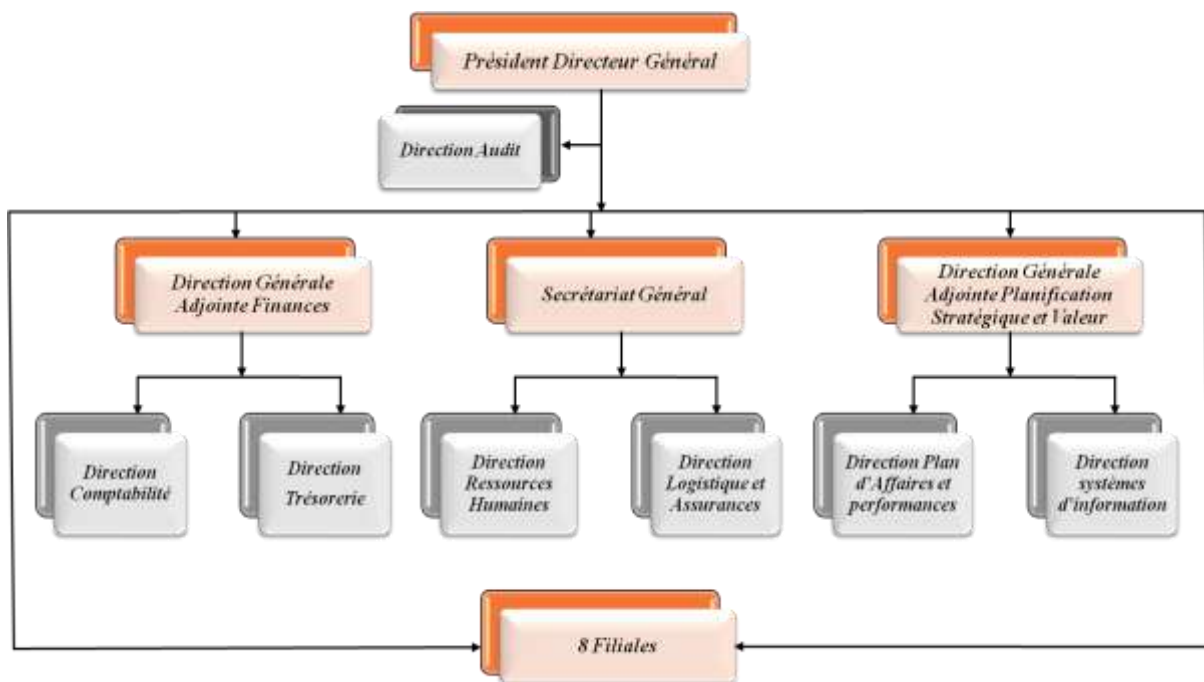 Président Directeur Général
Direction Audit
Direction Générale
Adjointe Finances
Secrétariat Général
Direction Générale
Adjointe Planification
Stratégique et Valeur
Direction
Comptabilité
Direction
Trésorerie
Direction
Ressources
Humaines
Direction
Logistique et
Assurances
Direction Plan
d'Affaires et
performances
Direction
systèmes
d'information
8 Filiales